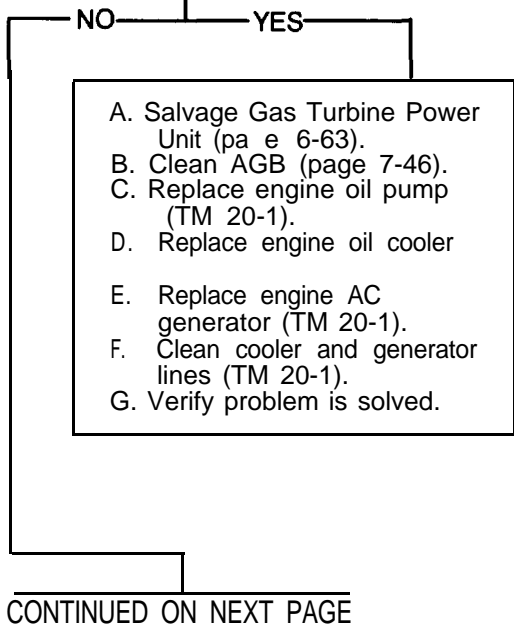 NO YES
A. Salvage Gas Turbine Power
Unit (pa e 6-63).
B. Clean AGB (page 7-46).
C. Replace engine oil pump
(TM 20-1).
D. Replace engine oil cooler
E. Replace engine AC
generator (TM 20-1).
F. Clean cooler and generator
lines (TM 20-1).
G. Verify problem is solved.
CONTINUED ON NEXT PAGE